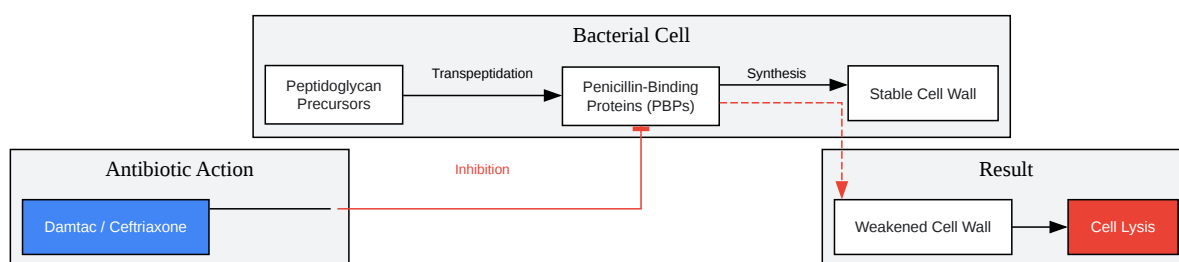 Bacterial Cell
Peptidoglycan
Precursors
Transpeptidation
Penicillin-Binding
Proteins (PBPs)
Synthesis
Stable Cell Wall
Antibiotic Action
Damtac / Ceftriaxone
Inhibition
Result
Weakened Cell Wall
Cell Lysis